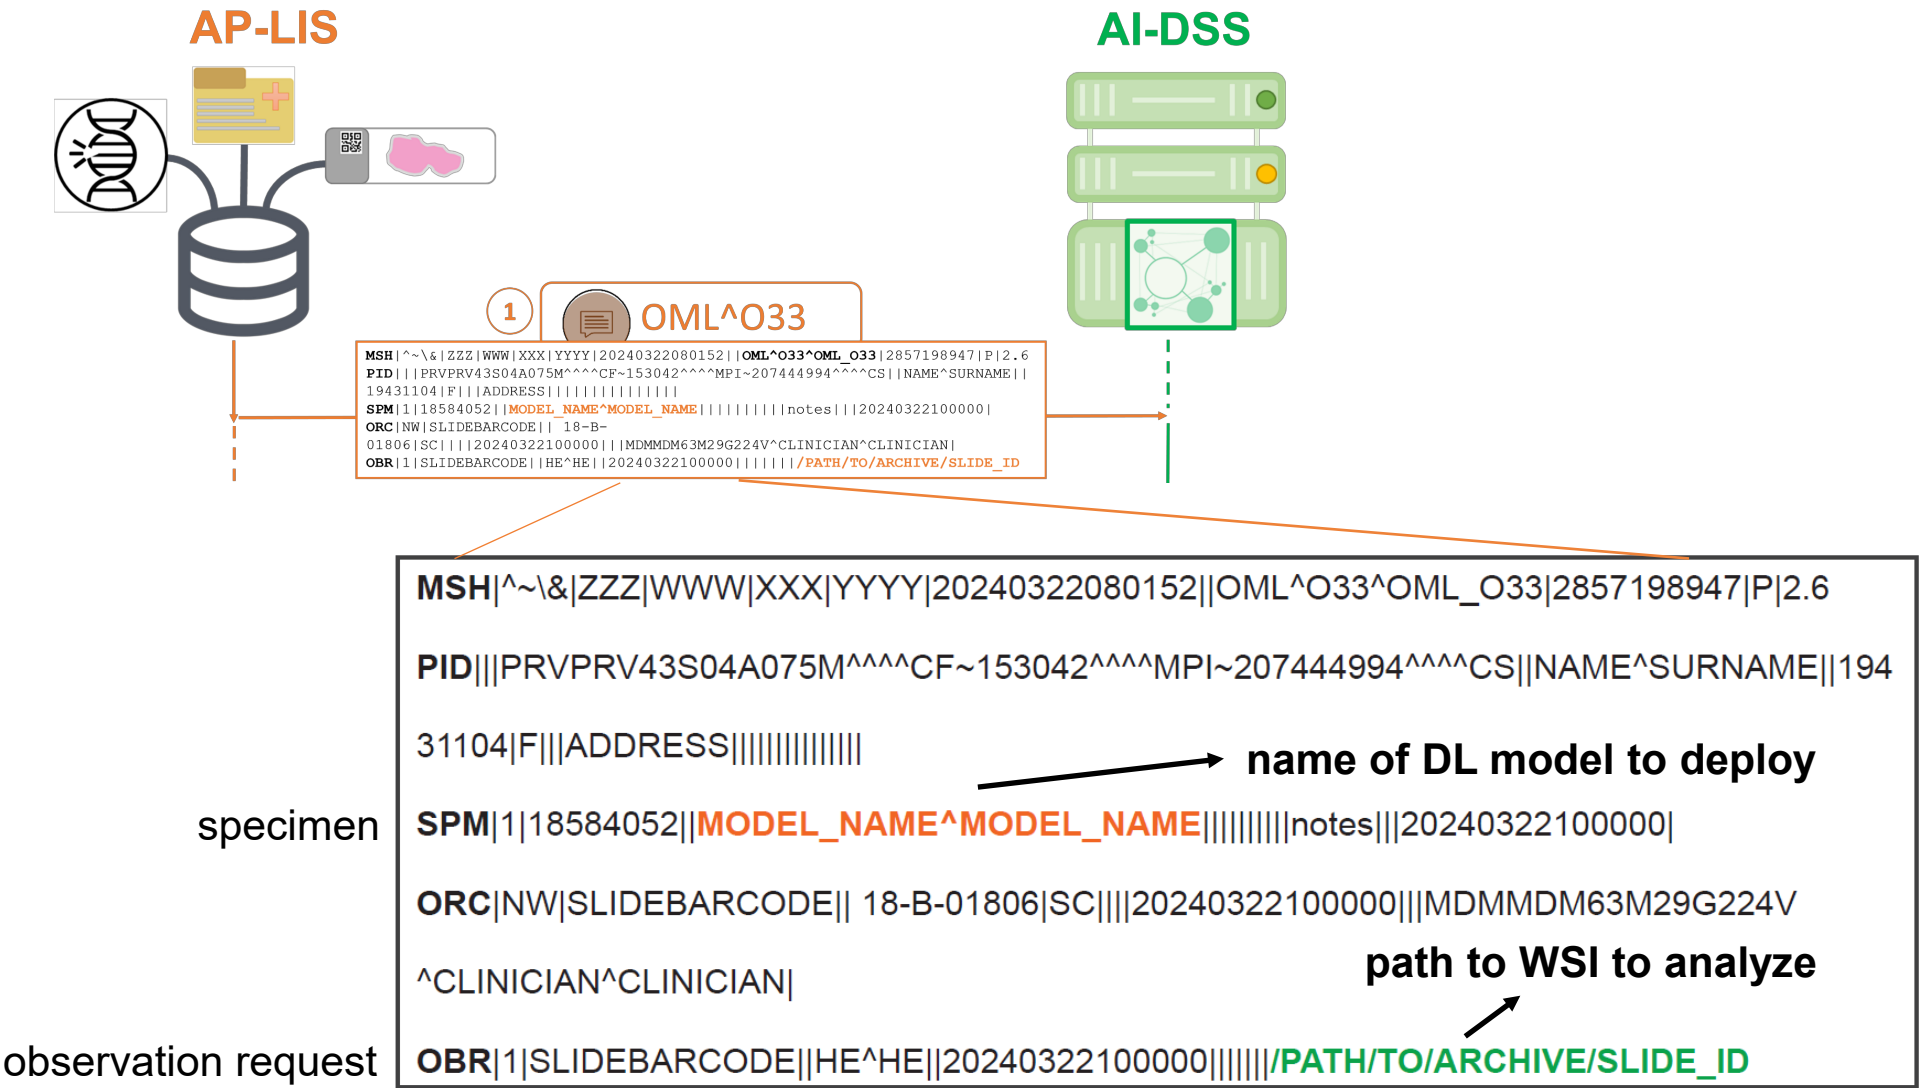 AP-LIS
AI-DSS
1
OML^O33
MSH|^~\&|ZZZ|WWW|XXX|YYYY|20240322080152||OML^O33^OML_O33|2857198947|P|2.6
PID|||PRVPRV43S04A075M^^^^CF~153042^^^^MPI~207444994^^^^CS||NAME^SURNAME||
19431104|F|||ADDRESS|||||||||||||||
SPM|1|18584052||MODEL_NAME^MODEL_NAME||||||||||notes|||20240322100000|
ORC|NW|SLIDEBARCODE|| 18-B-
01806|SC||||20240322100000|||MDMMDM63M29G224V^CLINICIAN^CLINICIAN|
OBR|1|SLIDEBARCODE||HE^HE||20240322100000|||||||/PATH/TO/ARCHIVE/SLIDE_ID
MSH|^~\&|ZZZ|WWW|XXX|YYYY|20240322080152||OML^O33^OML_O33|2857198947|P|2.6
PID|||PRVPRV43S04A075M^^^^CF~153042^^^^MPI~207444994^^^^CS||NAME^SURNAME||194
31104|F|||ADDRESS|||||||||||||||
name of DL model to deploy
specimen
SPM|1|18584052||MODEL_NAME^MODEL_NAME||||||||||notes|||20240322100000|
ORC|NW|SLIDEBARCODE|| 18-B-01806|SC||||20240322100000|||MDMMDM63M29G224V
path to WSI to analyze
^CLINICIAN^CLINICIAN|
observation request
OBR|1|SLIDEBARCODE||HE^HE||20240322100000|||||||/PATH/TO/ARCHIVE/SLIDE_ID